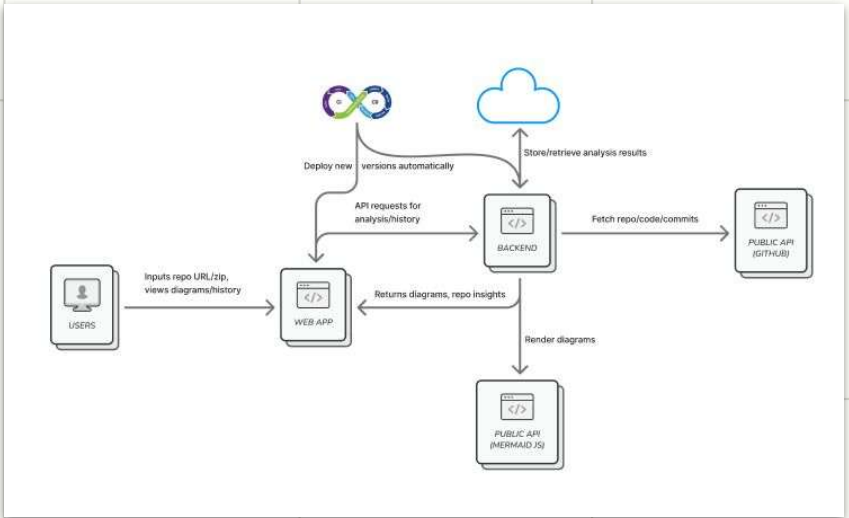 Store/retrieve analysis results
Deploy new versions automatically
API requests for
analysis/history
BACKEND
Fetch repo/code/commits
PUBLIC API
(GITHUB)
Inputs repo URL/zip,
views diagrams/history
USERS
WEB APP
Returns diagrams, repo insights
Render diagrams
PUBLIC API
(MERMAID JS)